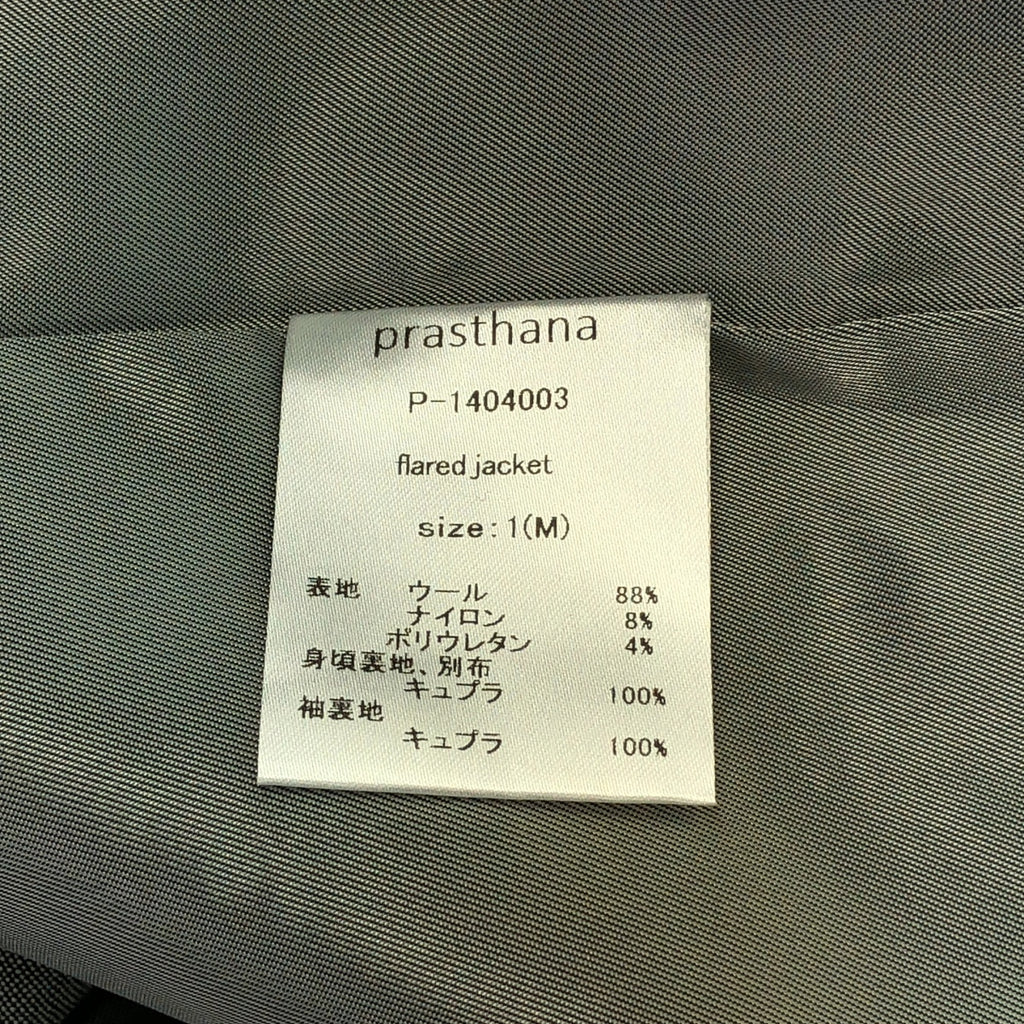 prasthana
P-1404003
flared jacket
size:1(M)
表地 ウール 88%
ナイロン 8%
ポリウレタン 4%
身頃裏地、別布
キュプラ 100%
袖裏地
キュプラ 100%